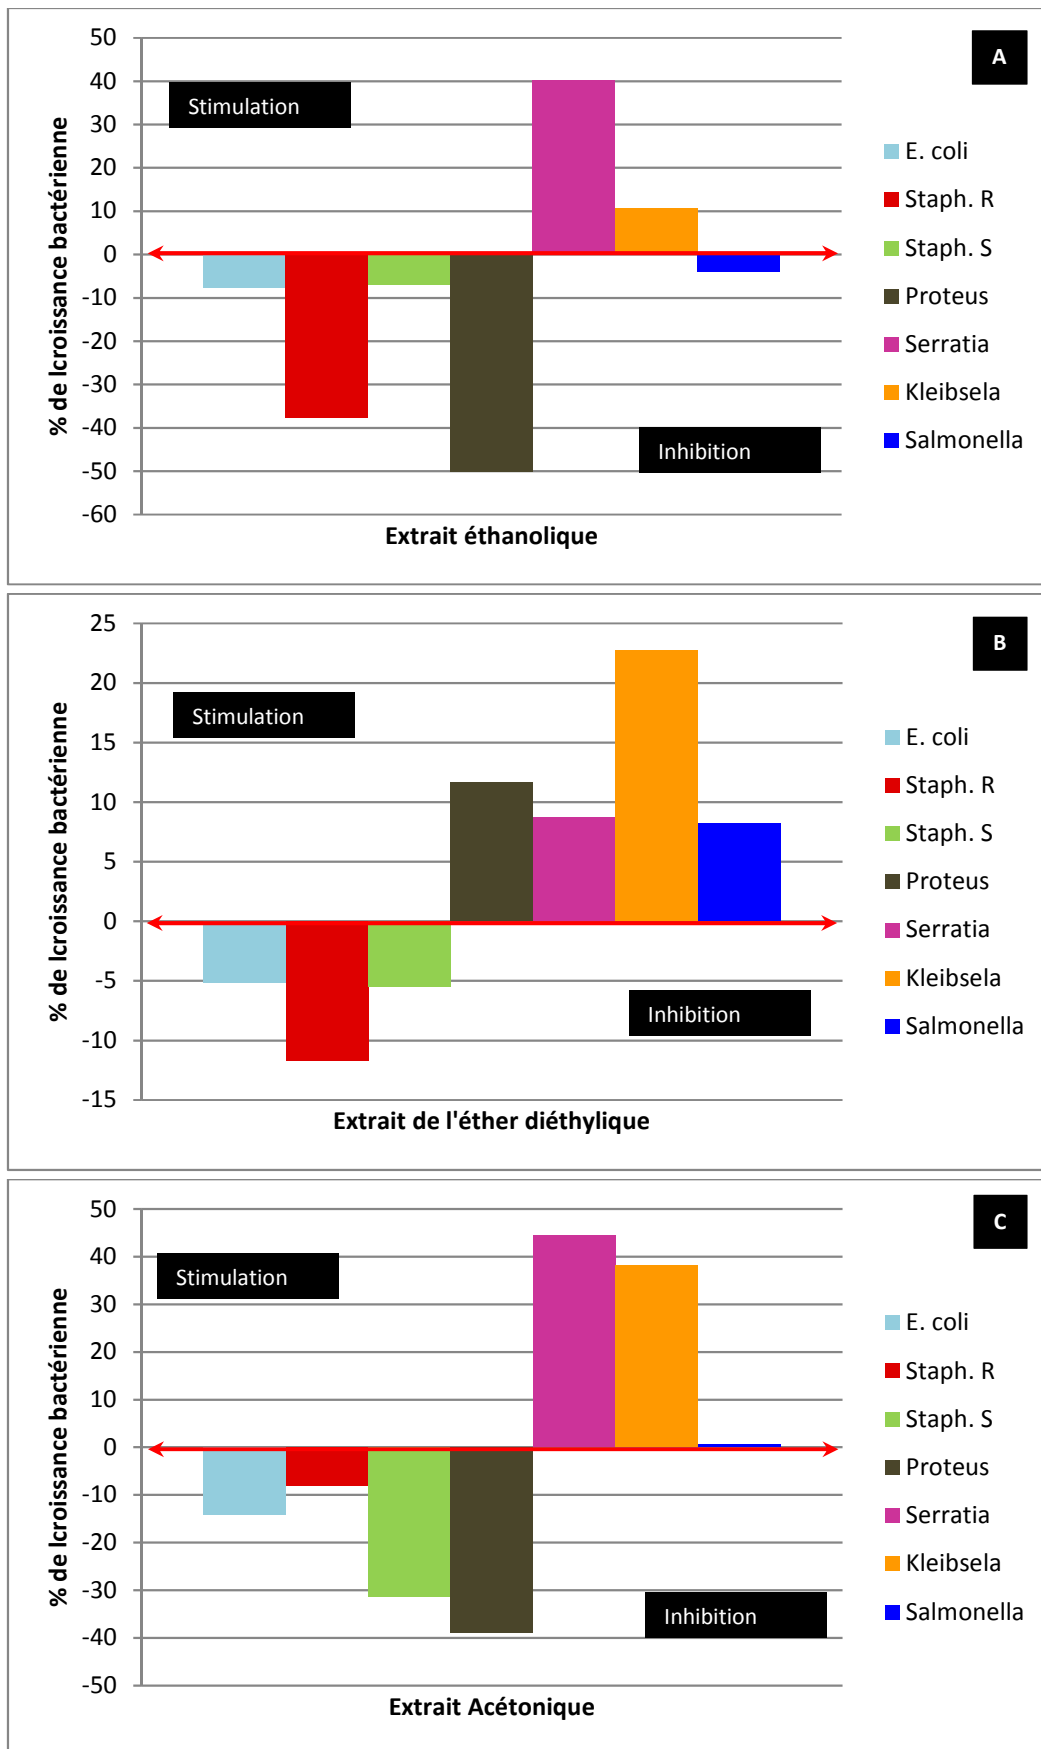 A
50
40
30
20
10
0
-10
-20
-30
-40
-50
-60
% de lcroissance bactérienne
Stimulation
Inhibition
Extrait éthanolique
E. coli
Staph. R
Staph. S
Proteus
Serratia
Kleibsela
Salmonella
B
25
20
15
10
5
0
-5
-10
-15
% de lcroissance bactérienne
Stimulation
Inhibition
Extrait de l'éther diéthylique
E. coli
Staph. R
Staph. S
Proteus
Serratia
Kleibsela
Salmonella
C
50
40
30
20
10
0
-10
-20
-30
-40
-50
% de lcroissance bactérienne
Stimulation
Inhibition
Extrait Acétonique
E. coli
Staph. R
Staph. S
Proteus
Serratia
Kleibsela
Salmonella